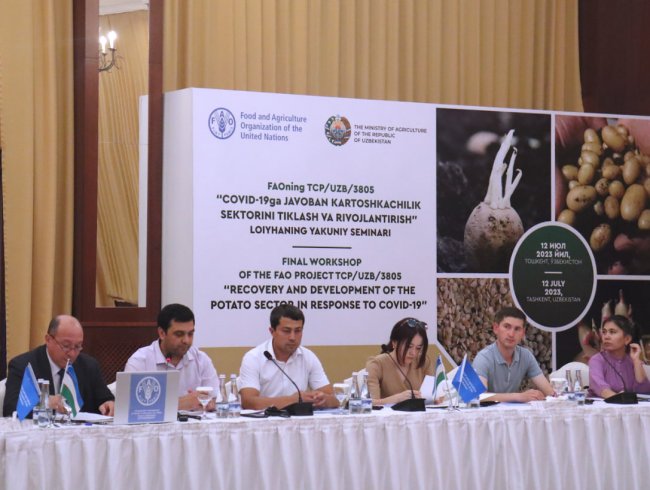 FAO
Food and Agriculture
Organization of the
United Nations
THE MINISTRY OF AGRICULTURE
OF THE REPUBLIC
OF UZBEKISTAN
FAOning TCP/UZB/3805
“COVID-19ga JAVOBAN KARTOSHKACHILIK
SEKTORINI TIKLASH VA RIVOJLANTIRISH”
LOIYHANING YAKUNIY SEMINARI
FINAL WORKSHOP
OF THE FAO PROJECT TCP/UZB/3805
“RECOVERY AND DEVELOPMENT OF THE
POTATO SECTOR IN RESPONSE TO COVID-19”
12 ИЮЛ
2023 ЙИЛ,
ТОШКЕНТ, ЎЗБЕКИСТОН
12 JULY
2023,
TASHKENT, UZBEKISTAN